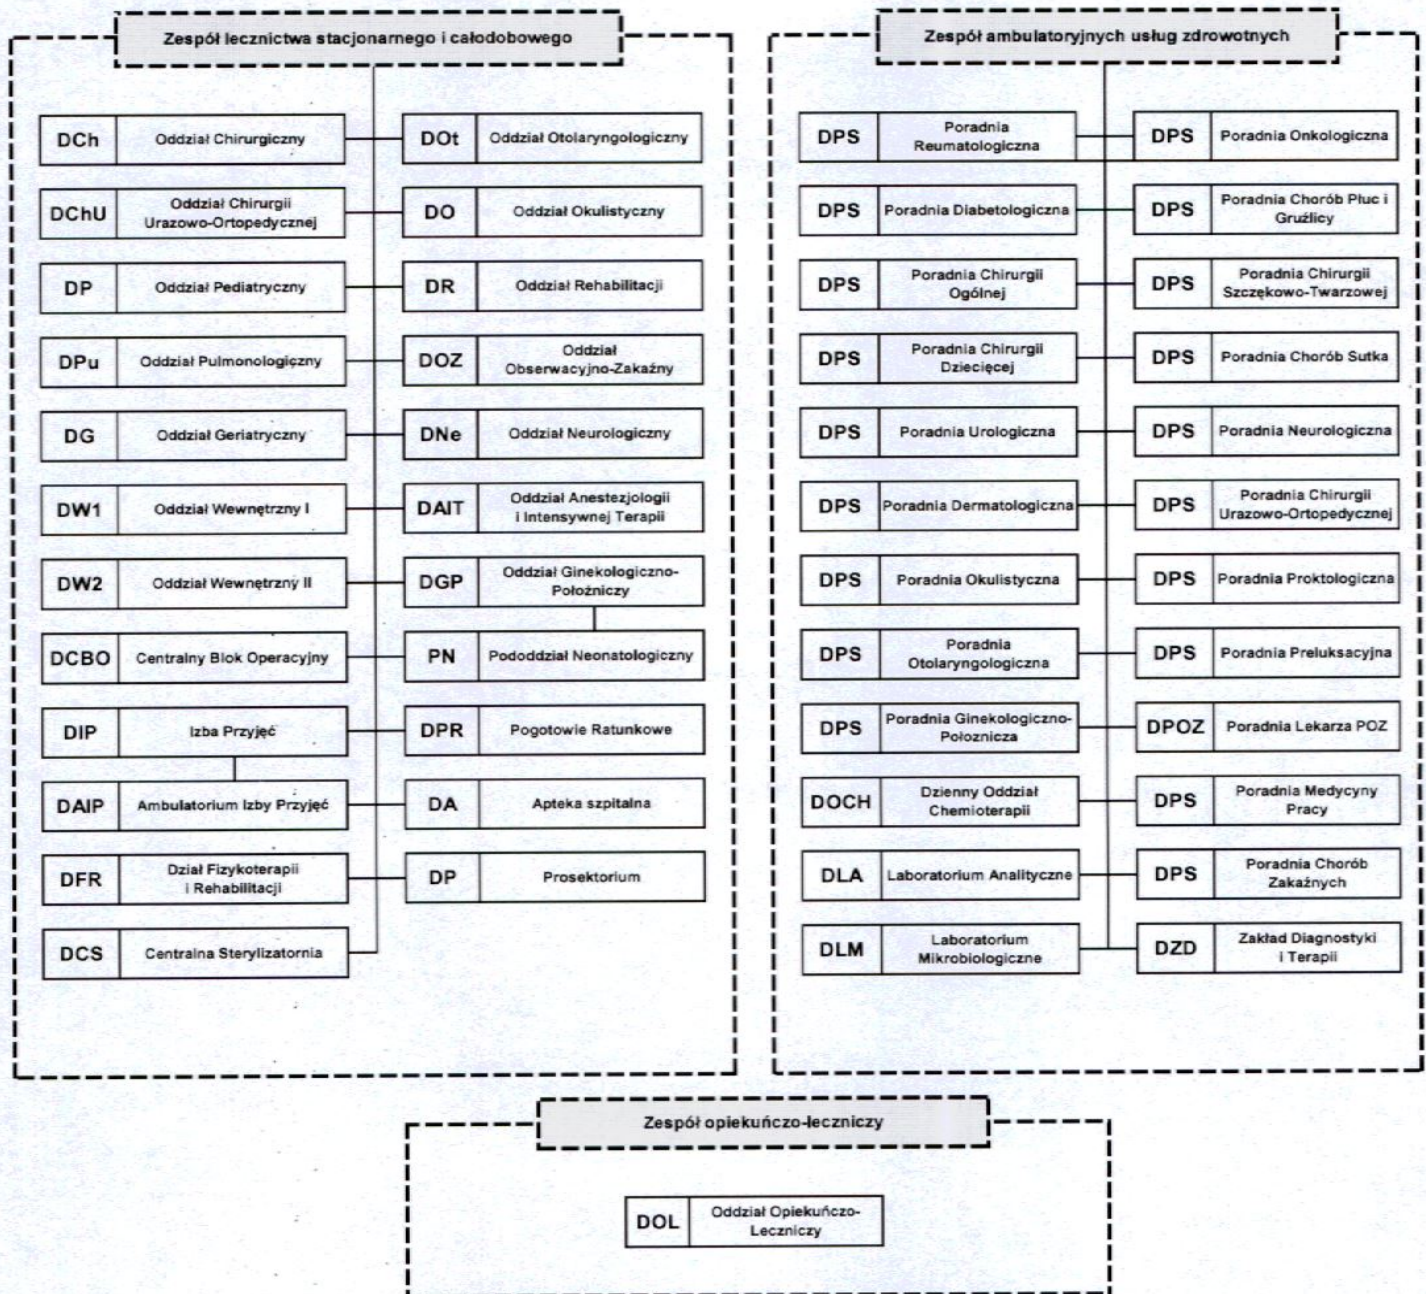 Zespół lecznictwa stacjonarnego i całodobowego
DCh
Oddział Chirurgiczny
DOt
Oddział Otolaryngologiczny
DChU
Oddział Chirurgii
Urazowo-Ortopedycznej
DO
Oddział Okulistyczny
DP
Oddział Pediatryczny
DR
Oddział Rehabilitacji
DPu
Oddział Pulmonologiczny
DOZ
Oddział
Obserwacyjno-Zakaźny
DG
Oddział Geriatryczny
DNe
Oddział Neurologiczny
DW1
Oddział Wewnętrzny I
DAIT
Oddział Anestezjologii
i Intensywnej Terapii
DW2
Oddział Wewnętrzny II
DGP
Oddział Ginekologiczno-
Położniczy
DCBO
Centralny Blok Operacyjny
PN
Pododdział Neonatologiczny
DIP
Izba Przyjęć
DPR
Pogotowie Ratunkowe
DAIP
Ambulatorium Izby Przyjęć
DA
Apteka szpitalna
DFR
Dział Fizykoterapii
i Rehabilitacji
DP
Prosektorium
DCS
Centralna Sterylizatornia
Zespół ambulatoryjnych usług zdrowotnych
DPS
Poradnia
Reumatologiczna
DPS
Poradnia Onkologiczna
DPS
Poradnia Diabetologiczna
DPS
Poradnia Chorób Płuc i
Gruźlicy
DPS
Poradnia Chirurgii
Ogólnej
DPS
Poradnia Chirurgii
Szczękowo-Twarzowej
DPS
Poradnia Chirurgii
Dziecięcej
DPS
Poradnia Chorób Sutka
DPS
Poradnia Urologiczna
DPS
Poradnia Neurologiczna
DPS
Poradnia Dermatologiczna
DPS
Poradnia Chirurgii
Urazowo-Ortopedycznej
DPS
Poradnia Okulistyczna
DPS
Poradnia Proktologiczna
DPS
Poradnia
Otolaryngologiczna
DPS
Poradnia Preluksacyjna
DPS
Poradnia Ginekologiczno-
Położnicza
DPOZ
Poradnia Lekarza POZ
DOCH
Dzienny Oddział
Chemioterapii
DPS
Poradnia Medycyny
Pracy
DLA
Laboratorium Analityczne
DPS
Poradnia Chorób
Zakaźnych
DLM
Laboratorium
Mikrobiologiczne
DZD
Zakład Diagnostyki
i Terapii
Zespół opiekuńczo-leczniczy
DOL
Oddział Opiekuńczo-
Leczniczy